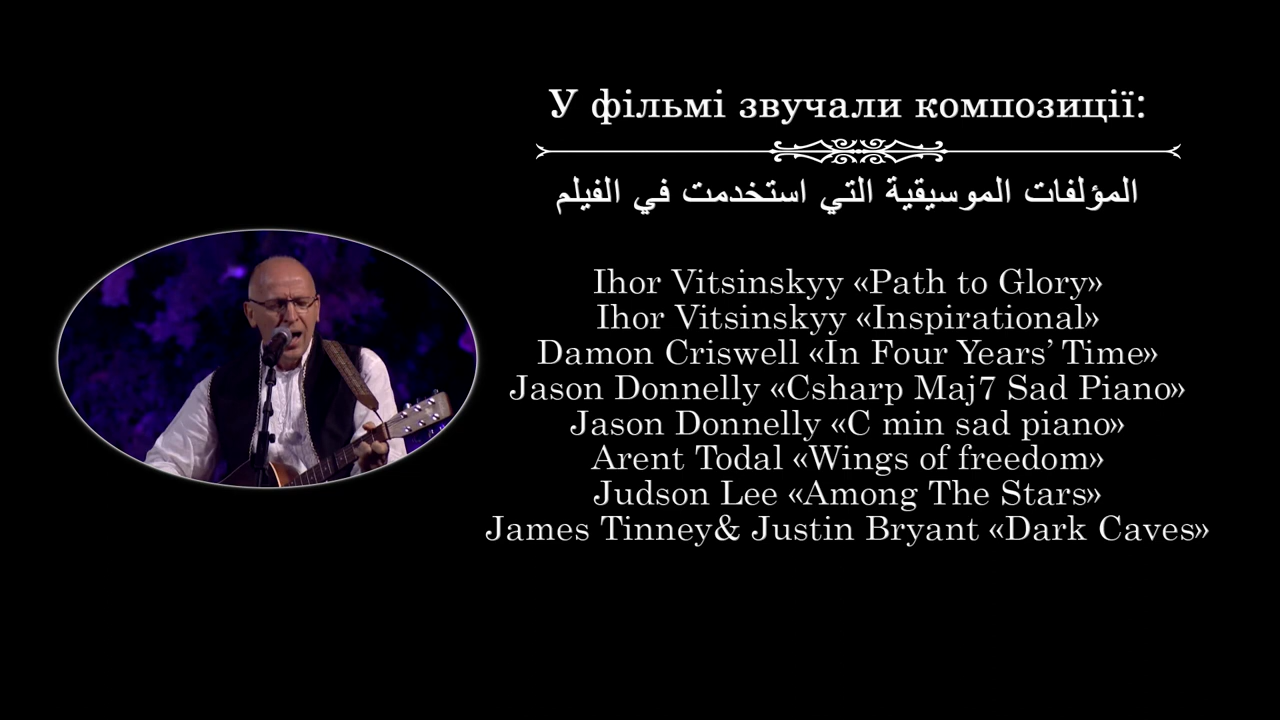 У фільмі звучали композиції:
المؤلفات الموسيقية التي استخدمت في الفيلم
Ihor Vitsinskyy «Path to Glory»
Ihor Vitsinskyy «Inspirational»
Damon Criswell «In Four Years’ Time»
Jason Donnelly «Csharp Maj7 Sad Piano»
Jason Donnelly «C min sad piano»
Arent Todal «Wings of freedom»
Judson Lee «Among The Stars»
James Tinney& Justin Bryant «Dark Caves»